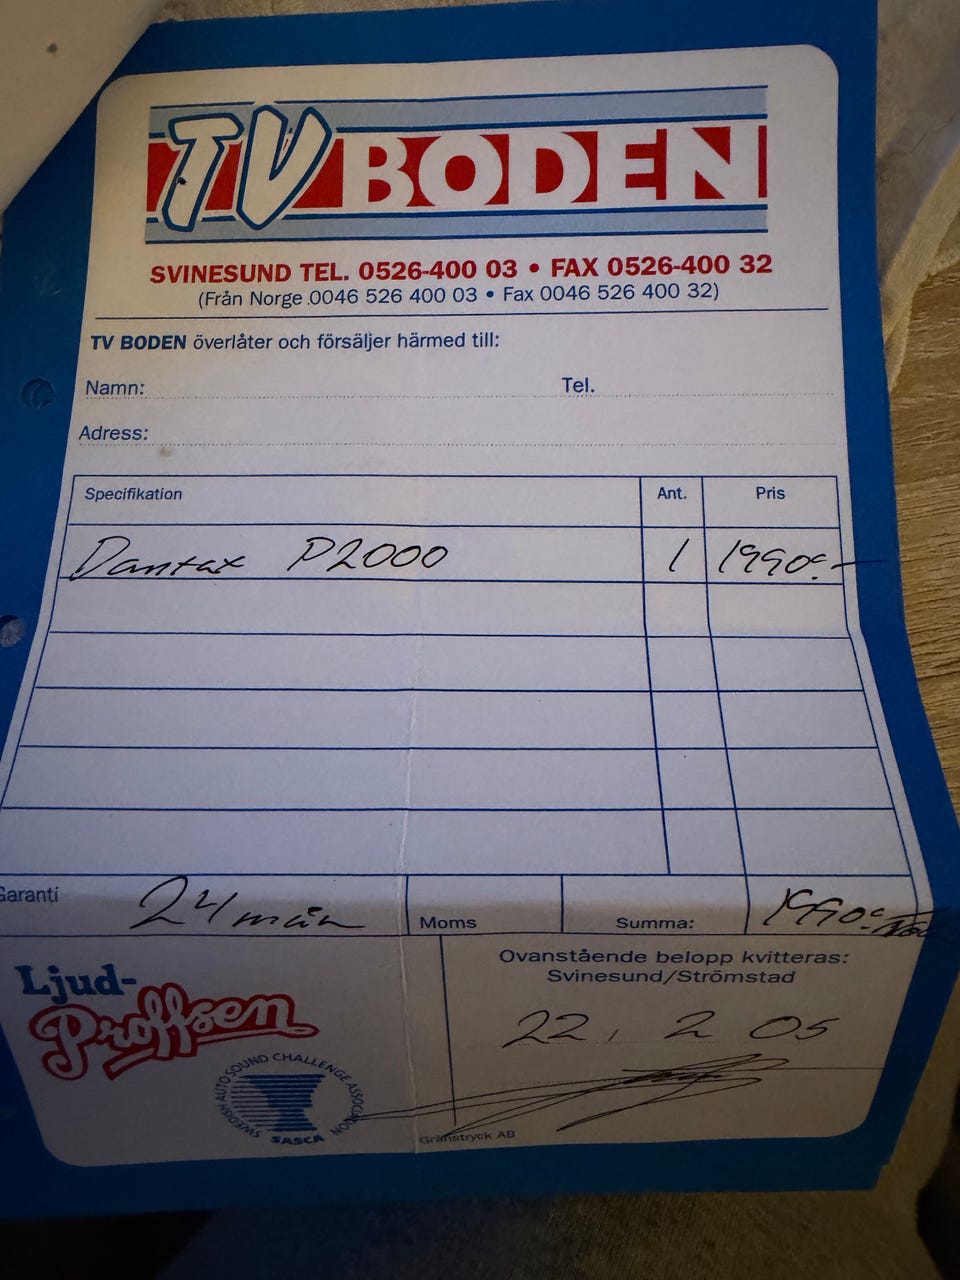 TV BODEN
SVINESUND TEL. 0526-400 03 • FAX 0526-400 32
(Från Norge 0046 526 400 03 • Fax 0046 526 400 32)
TV BODEN överlåter och försäljer härmed till:
Namn: Tel.
Adress:
Specifikation Ant. Pris
Dantax P2000 1 1990:-
Garanti 24 mån Moms Summa: 1990:-
Ljud-Proffsen
Ovanstående belopp kvitteras:
Svinesund/Strömstad
22, 2 05
SWEDISH AUTO SOUND CHALLENGE ASSOCIATION
SASCA
Gränstryck AB